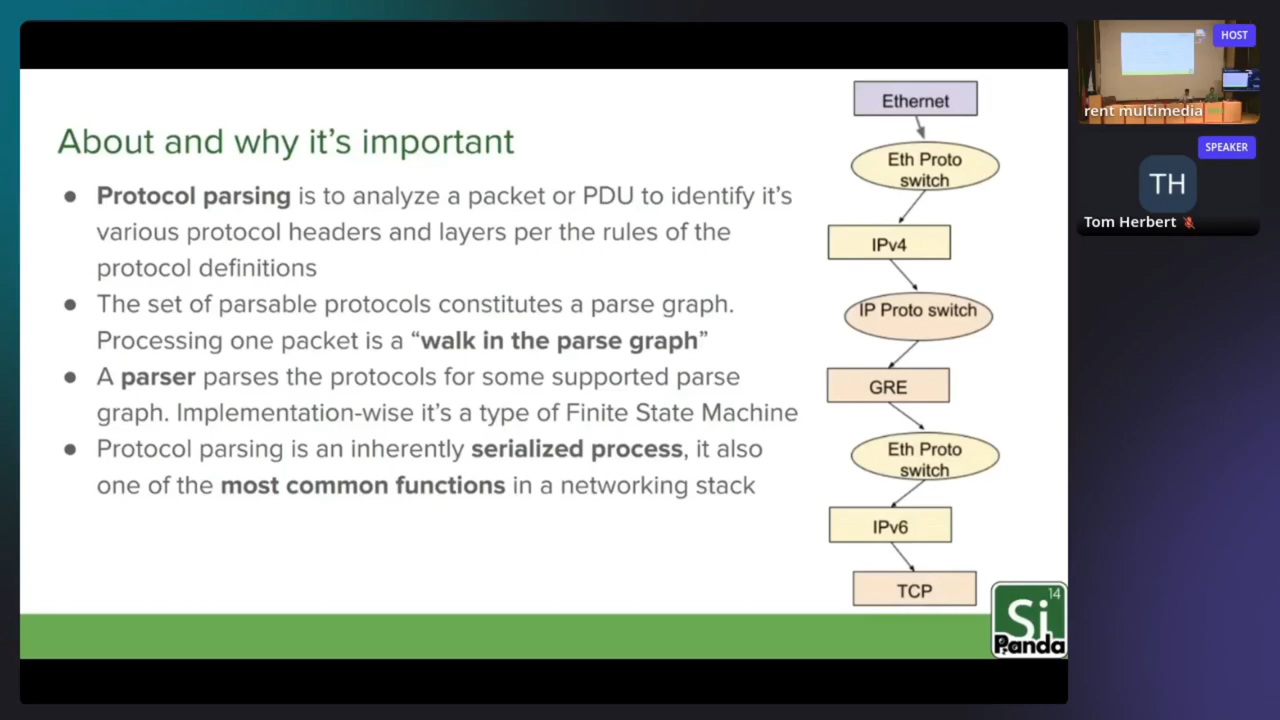 About and why it's important
● Protocol parsing is to analyze a packet or PDU to identify it's
various protocol headers and layers per the rules of the
protocol definitions
● The set of parsable protocols constitutes a parse graph.
Processing one packet is a “walk in the parse graph”
● A parser parses the protocols for some supported parse
graph. Implementation-wise it's a type of Finite State Machine
● Protocol parsing is an inherently serialized process, it also
one of the most common functions in a networking stack
Ethernet
Eth Proto
switch
IPv4
IP Proto switch
GRE
Eth Proto
switch
IPv6
TCP
14
Si
Panda
HOST
rent multimedia
SPEAKER
TH
Tom Herbert